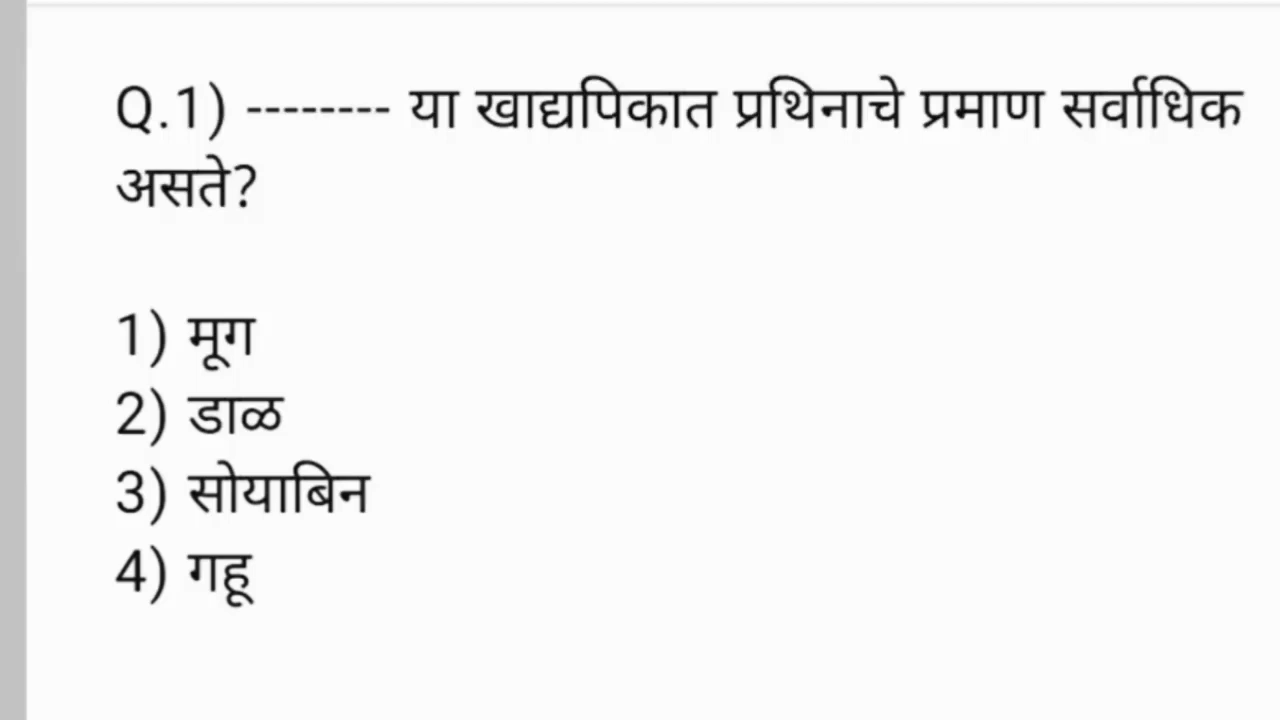 Q.1) -------- या खाद्यपिकात प्रथिनाचे प्रमाण सर्वाधिक
असते?
1) मूग
2) डाळ
3) सोयाबिन
4) गहू